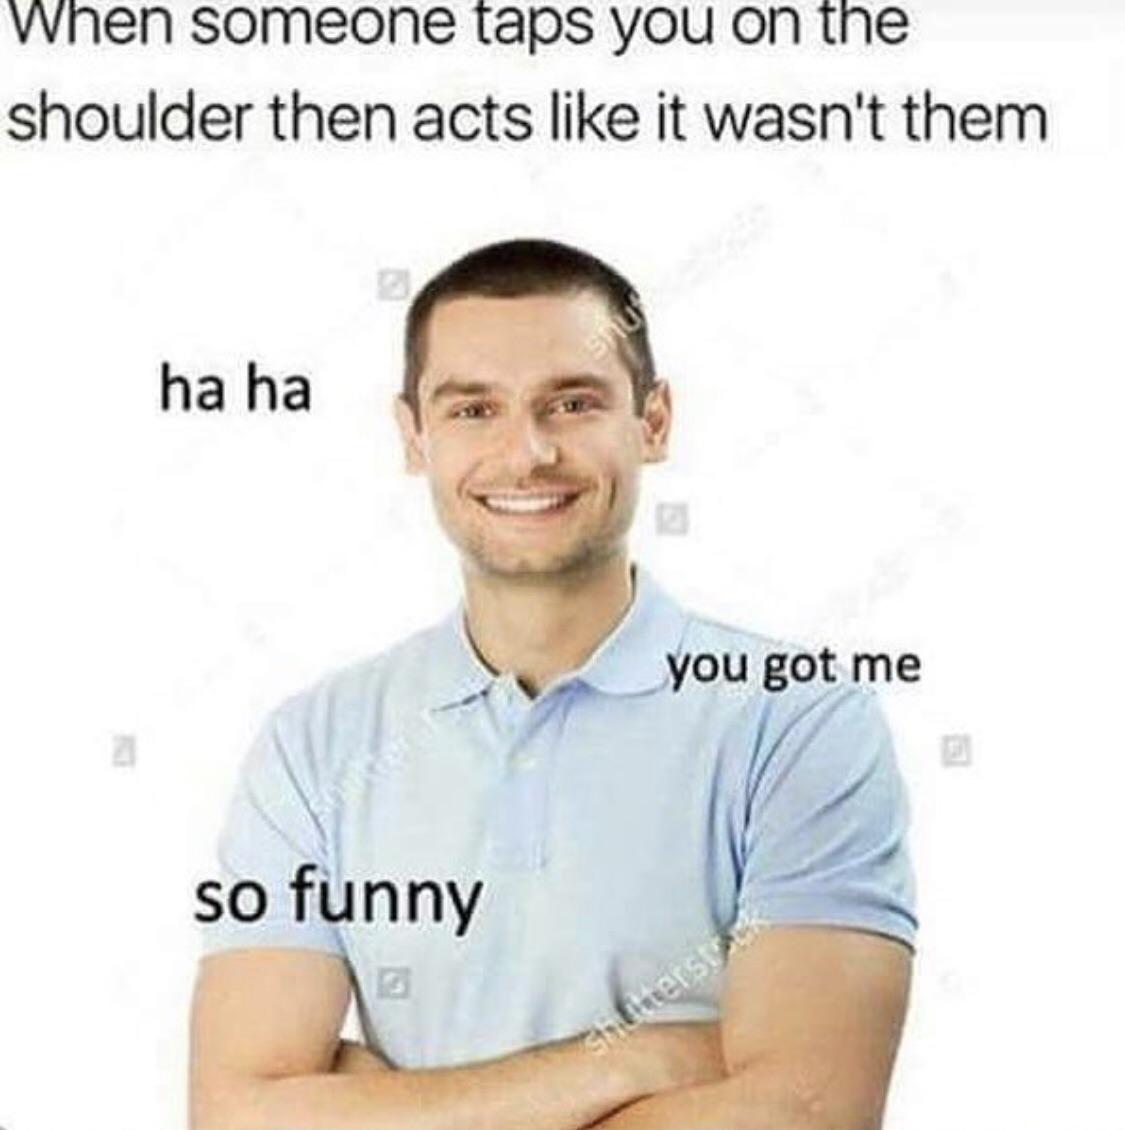 When someone taps you on the
shoulder then acts like it wasn't them
ha ha
you got me
so funny
shutterstock